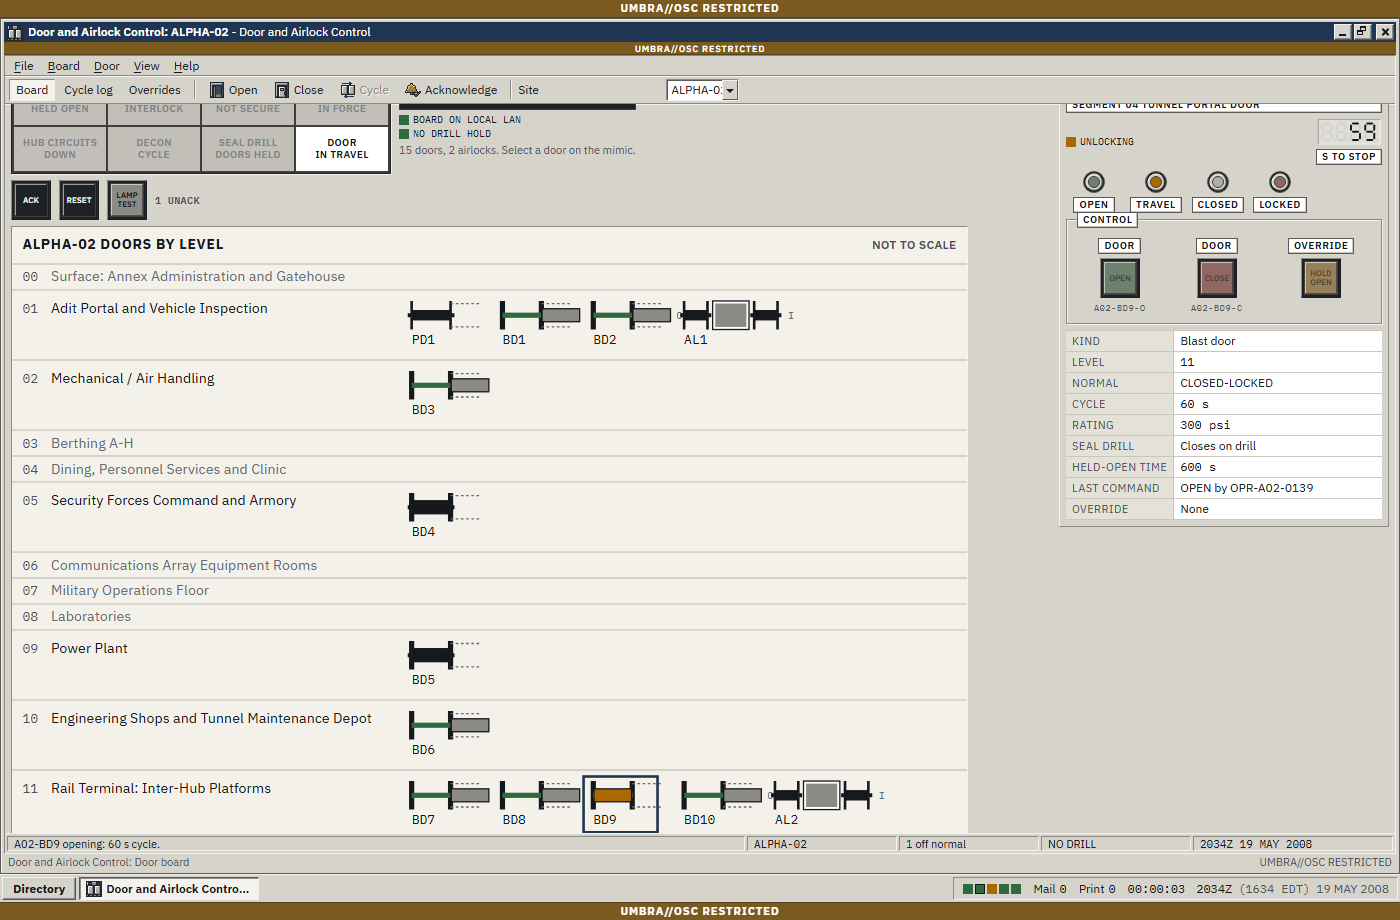 UMBRA//OSC RESTRICTED
Door and Airlock Control: ALPHA-02 - Door and Airlock Control
UMBRA//OSC RESTRICTED
File Board Door View Help
Board Cycle log Overrides Open Close Cycle Acknowledge Site ALPHA-02
HELD OPEN INTERLOCK NOT SECURE IN FORCE
HUB CIRCUITS DOWN DECON CYCLE SEAL DRILL DOORS HELD DOOR IN TRAVEL
BOARD ON LOCAL LAN
NO DRILL HOLD
15 doors, 2 airlocks. Select a door on the mimic.
ACK RESET LAMP TEST 1 UNACK
ALPHA-02 DOORS BY LEVEL NOT TO SCALE
00 Surface: Annex Administration and Gatehouse
01 Adit Portal and Vehicle Inspection
O I
PD1 BD1 BD2 AL1
02 Mechanical / Air Handling
BD3
03 Berthing A-H
04 Dining, Personnel Services and Clinic
05 Security Forces Command and Armory
BD4
06 Communications Array Equipment Rooms
07 Military Operations Floor
08 Laboratories
09 Power Plant
BD5
10 Engineering Shops and Tunnel Maintenance Depot
BD6
11 Rail Terminal: Inter-Hub Platforms
O I
BD7 BD8 BD9 BD10 AL2
SEGMENT 04 TUNNEL PORTAL DOOR
UNLOCKING 59
S TO STOP
OPEN TRAVEL CLOSED LOCKED
CONTROL
DOOR DOOR OVERRIDE
OPEN CLOSE HOLD OPEN
A02-BD9-O A02-BD9-C
KIND Blast door
LEVEL 11
NORMAL CLOSED-LOCKED
CYCLE 60 s
RATING 300 psi
SEAL DRILL Closes on drill
HELD-OPEN TIME 600 s
LAST COMMAND OPEN by OPR-A02-0139
OVERRIDE None
A02-BD9 opening: 60 s cycle. ALPHA-02 1 off normal NO DRILL 2034Z 19 MAY 2008
Door and Airlock Control: Door board UMBRA//OSC RESTRICTED
Directory Door and Airlock Contro... Mail 0 Print 0 00:00:03 2034Z (1634 EDT) 19 MAY 2008
UMBRA//OSC RESTRICTED